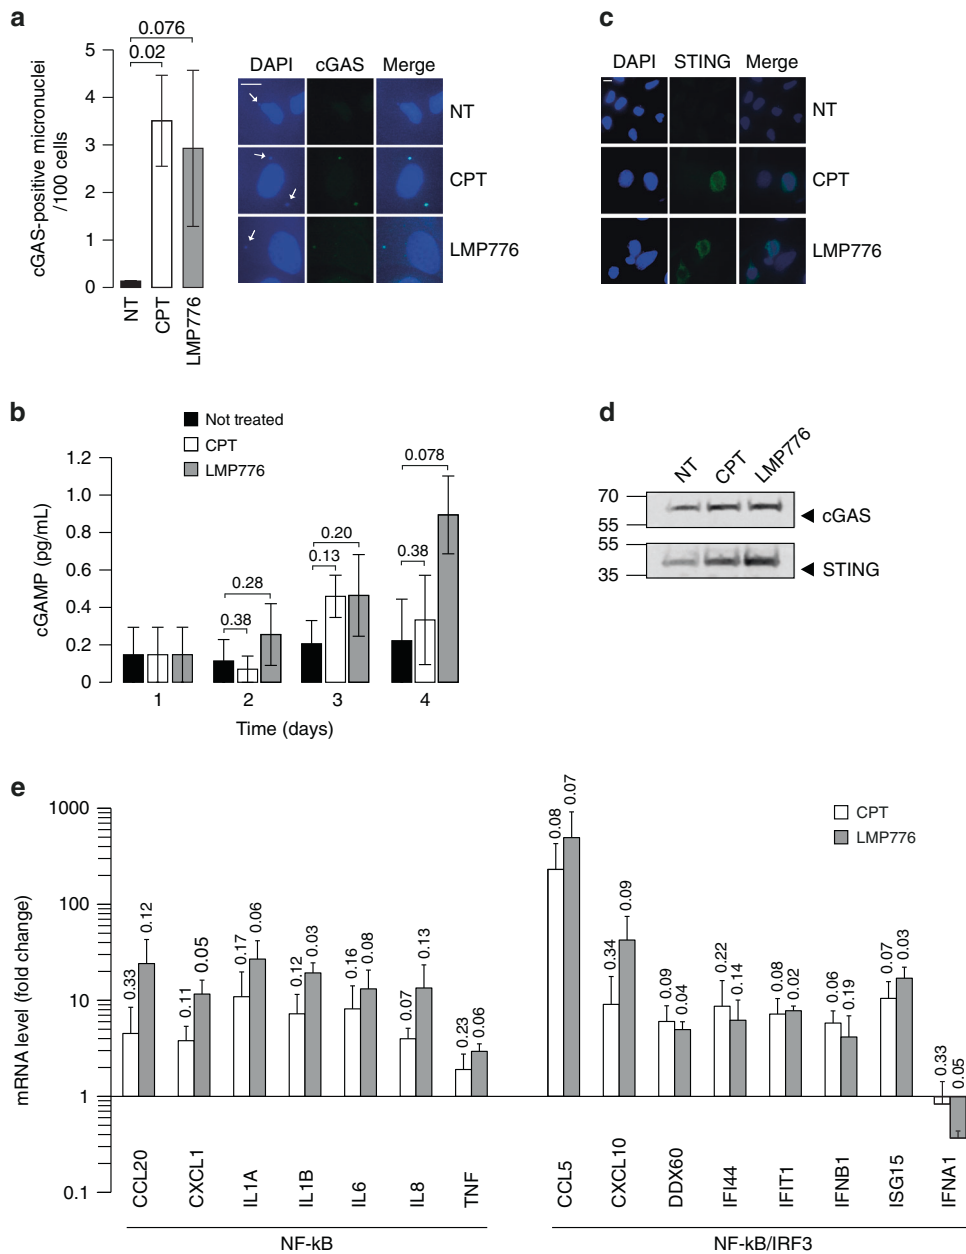 a
0.076
0.02
5
4
3
2
1
0
cGAS-positive micronuclei
/100 cells
NT
CPT
LMP776
DAPI cGAS Merge
NT
CPT
LMP776
c
DAPI STING Merge
NT
CPT
LMP776
b
Not treated
CPT
LMP776
1.2
1.0
0.8
0.6
0.4
0.2
0
cGAMP (pg/mL)
0.38
0.28
0.13
0.20
0.38
0.078
1 2 3 4
Time (days)
d
NT CPT LMP776
70
55
cGAS
55
35
STING
e
CPT
LMP776
1000
100
10
1
0.1
mRNA level (fold change)
0.33 0.12 0.11 0.05 0.17 0.06 0.12 0.03 0.16 0.08 0.07 0.13 0.23 0.06
0.08 0.07 0.34 0.09 0.09 0.04 0.22 0.14 0.08 0.02 0.06 0.19 0.07 0.03 0.33 0.05
CCL20 CXCL1 IL1A IL1B IL6 IL8 TNF
CCL5 CXCL10 DDX60 IFI44 IFIT1 IFNB1 ISG15 IFNA1
NF-kB
NF-kB/IRF3